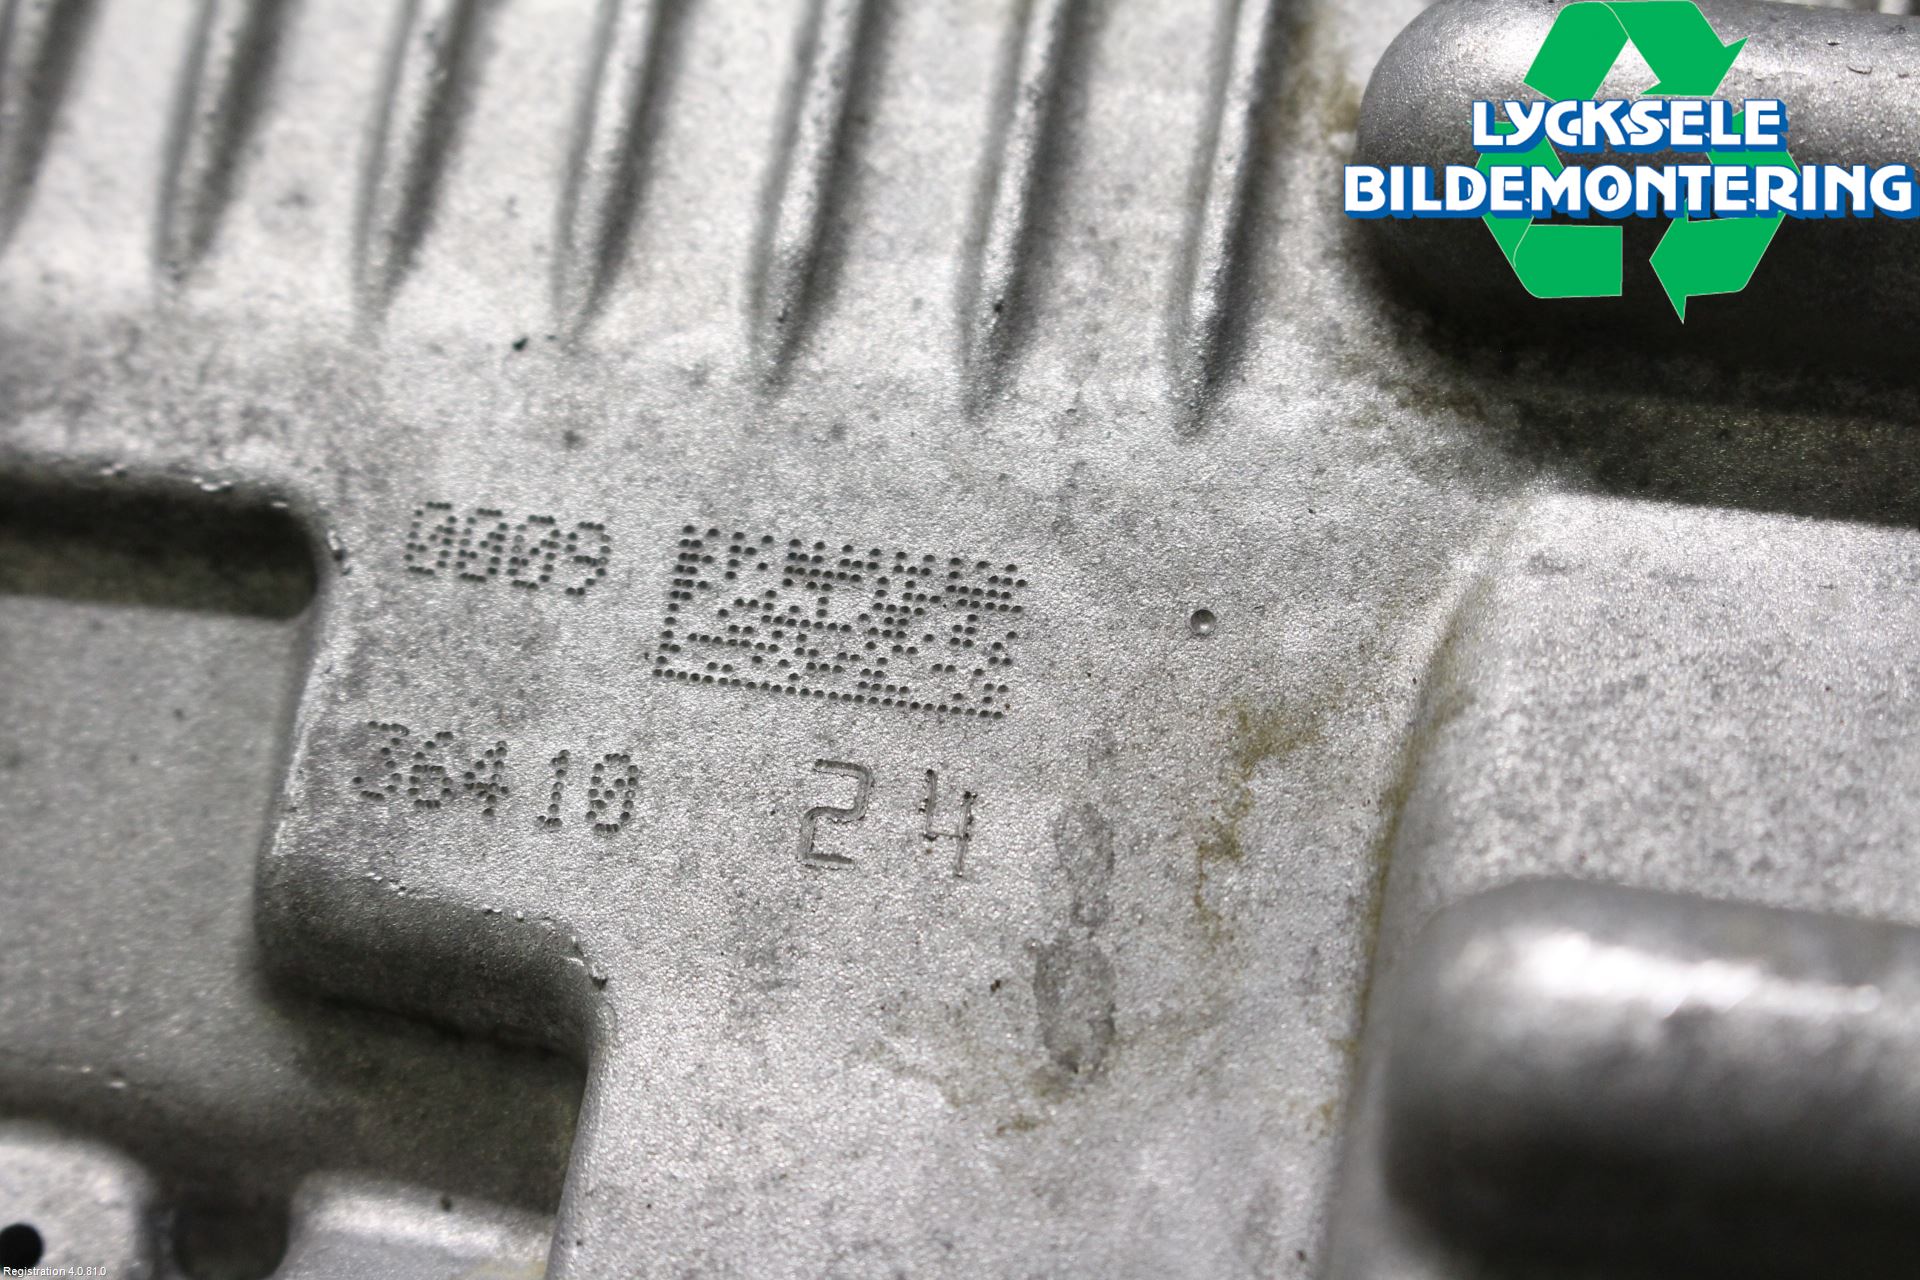 LYCKSELE
BILDEMONTERING
0009
36410
24
Registration 4.0.81.0